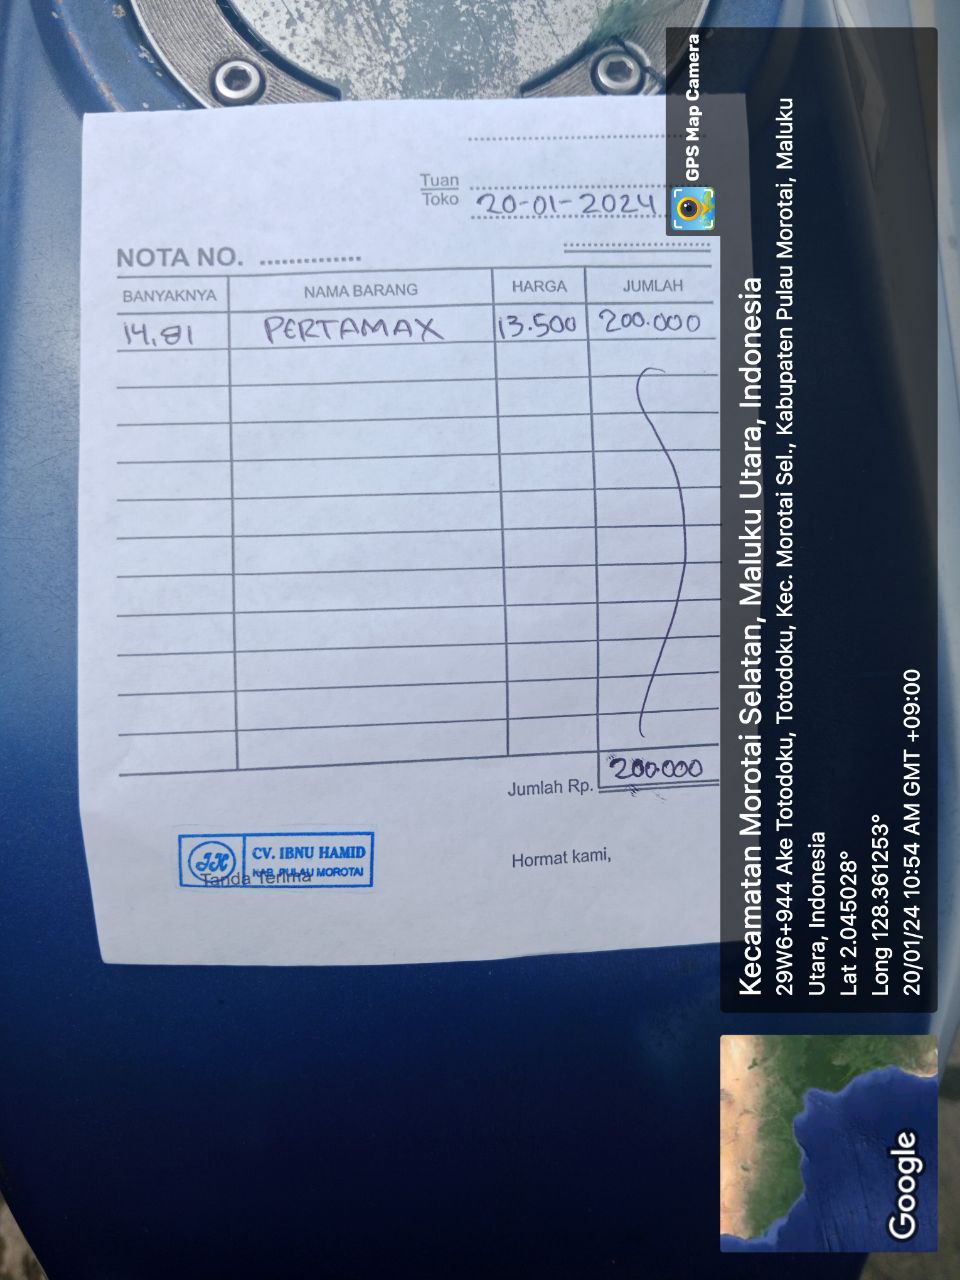 Tuan
Toko
20-01-2024
NOTA NO. ..............
BANYAKNYA NAMA BARANG HARGA JUMLAH
14,81 PERTAMAX 13.500 200.000
Jumlah Rp. 200.000
JH CV. IBNU HAMID
KAB. PULAU MOROTAI
Tanda Terima
Hormat kami,
GPS Map Camera
Kecamatan Morotai Selatan, Maluku Utara, Indonesia
29W6+944 Ake Totodoku, Totodoku, Kec. Morotai Sel., Kabupaten Pulau Morotai, Maluku
Utara, Indonesia
Lat 2.045028°
Long 128.361253°
20/01/24 10:54 AM GMT +09:00
Google